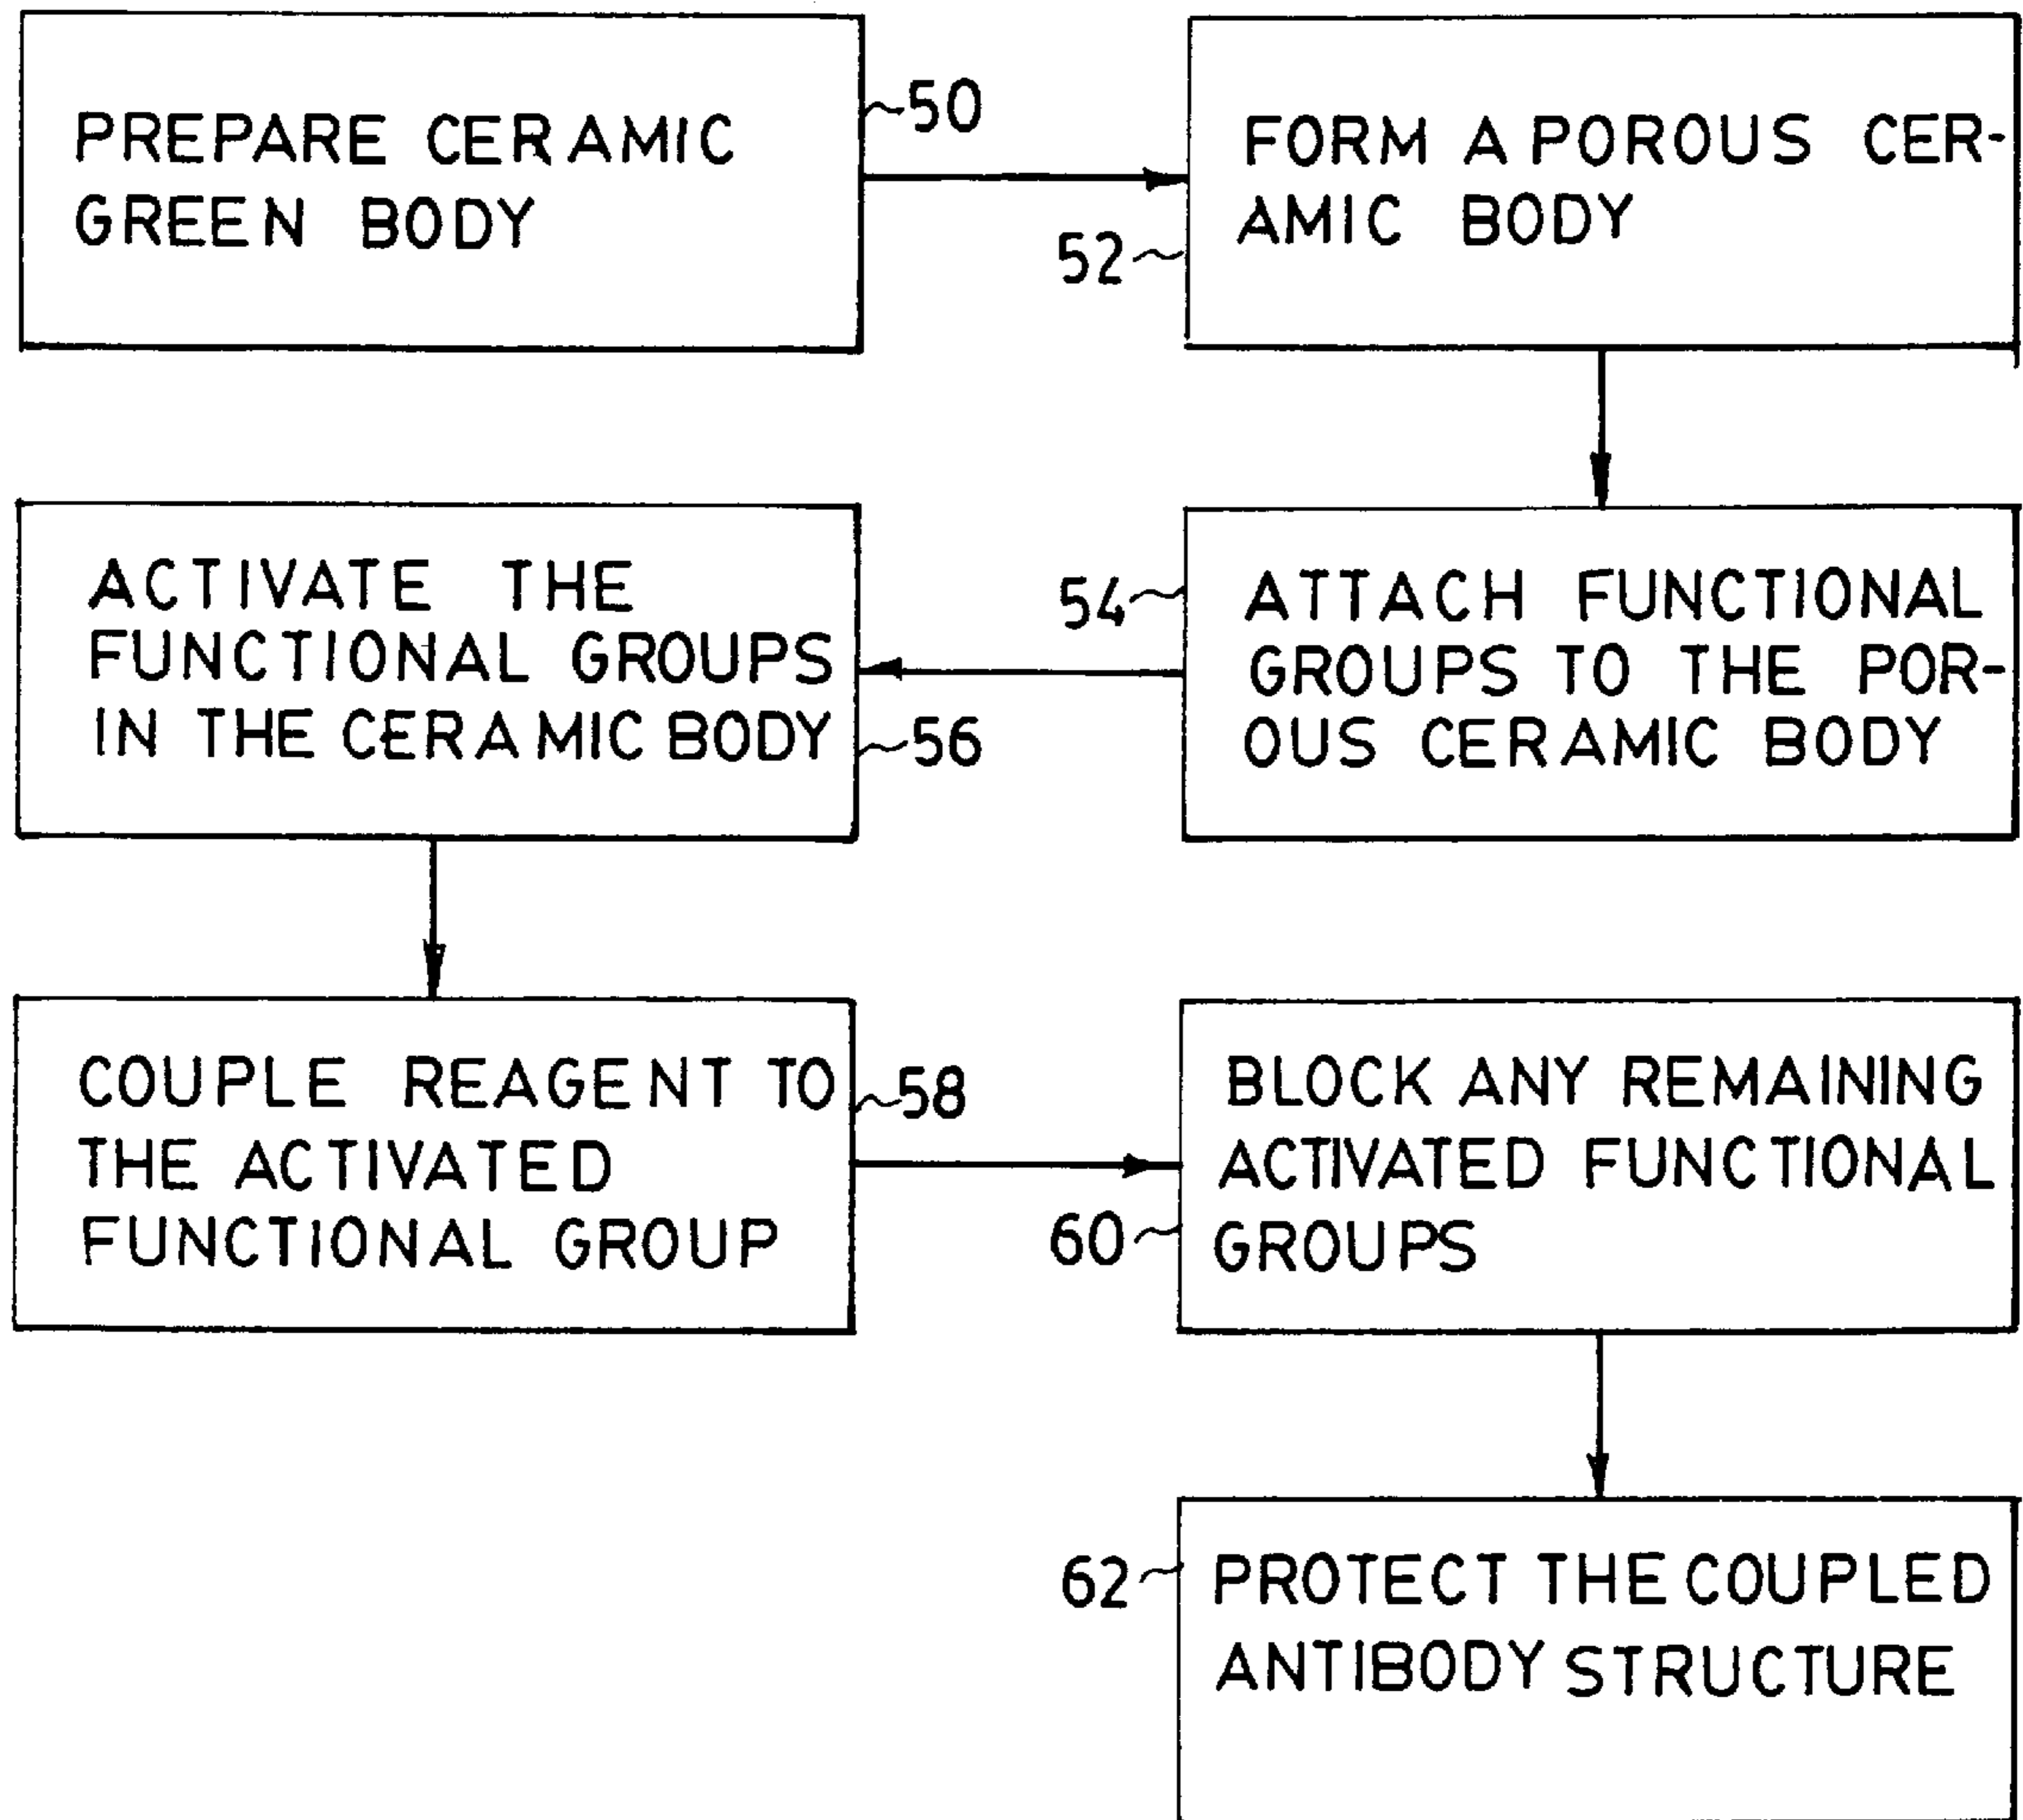 PREPARE CERAMIC
GREEN BODY
50
FORM A POROUS CER-
AMIC BODY
52
54
ATTACH FUNCTIONAL
GROUPS TO THE POR-
OUS CERAMIC BODY
ACTIVATE THE
FUNCTIONAL GROUPS
IN THE CERAMIC BODY
56
COUPLE REAGENT TO
THE ACTIVATED
FUNCTIONAL GROUP
58
BLOCK ANY REMAINING
ACTIVATED FUNCTIONAL
GROUPS
60
62
PROTECT THE COUPLED
ANTIBODY STRUCTURE